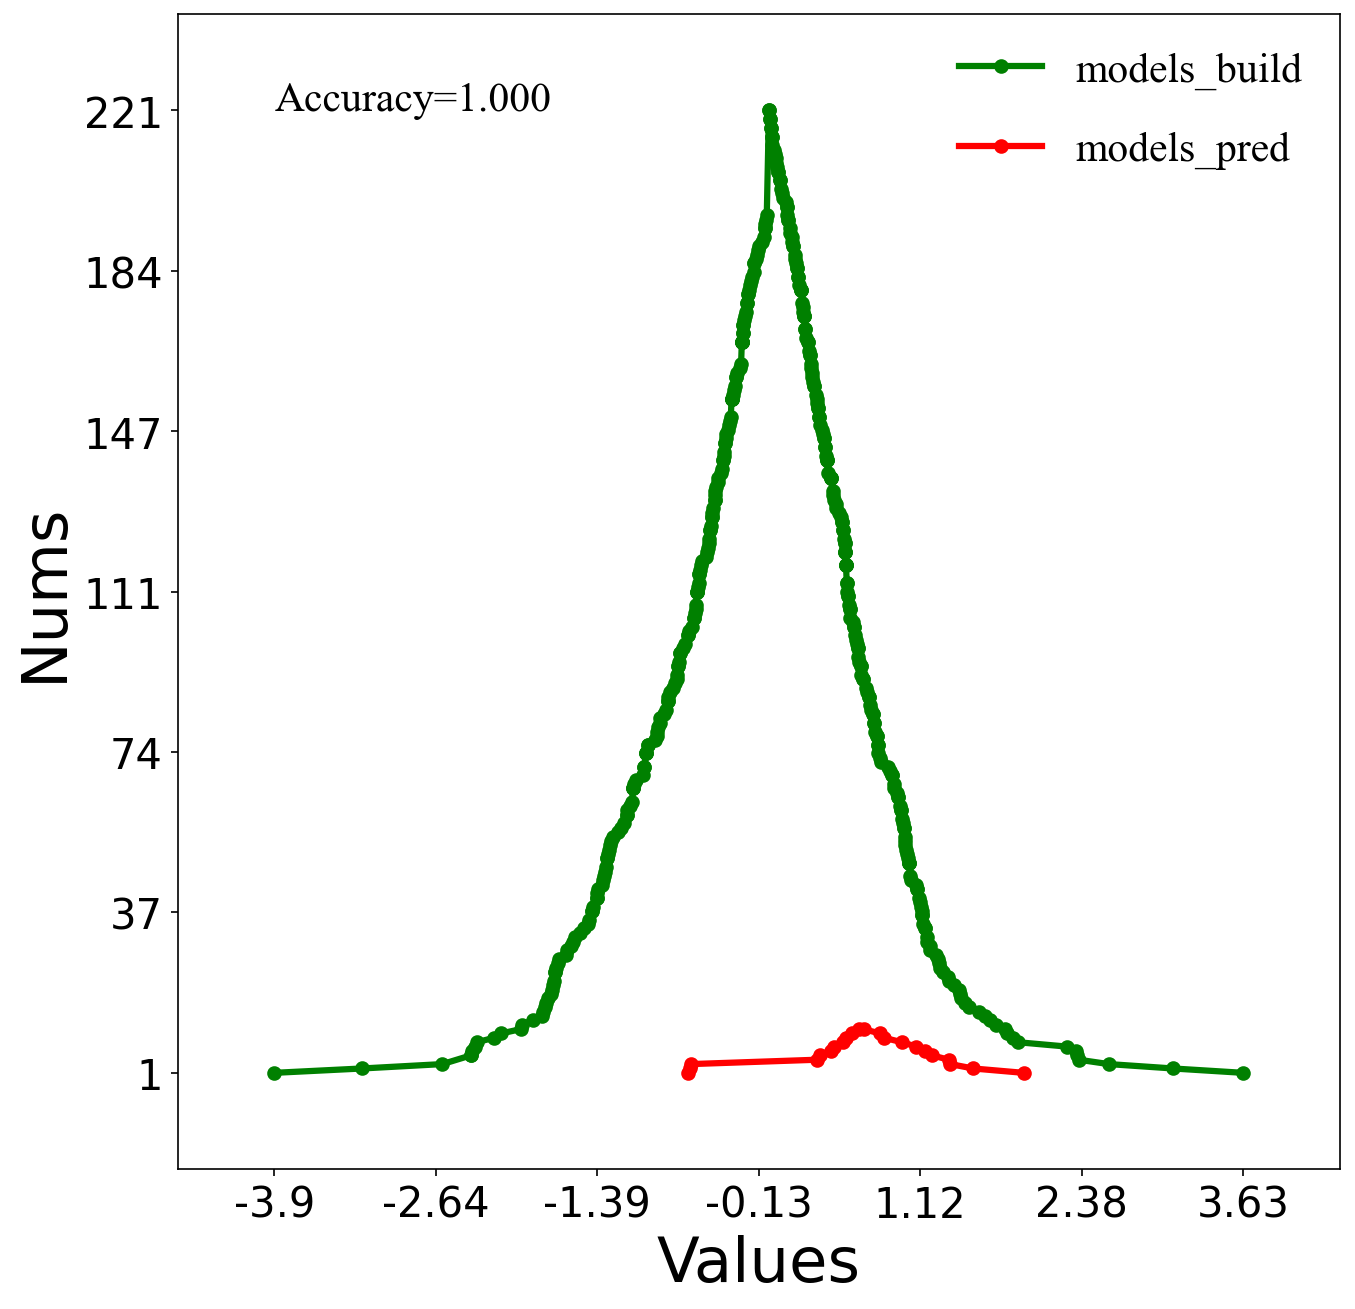 models_build
Accuracy=1.000
models_pred
221
184
147
111
74
37
1
Nums
-3.9 -2.64 -1.39 -0.13 1.12 2.38 3.63
Values